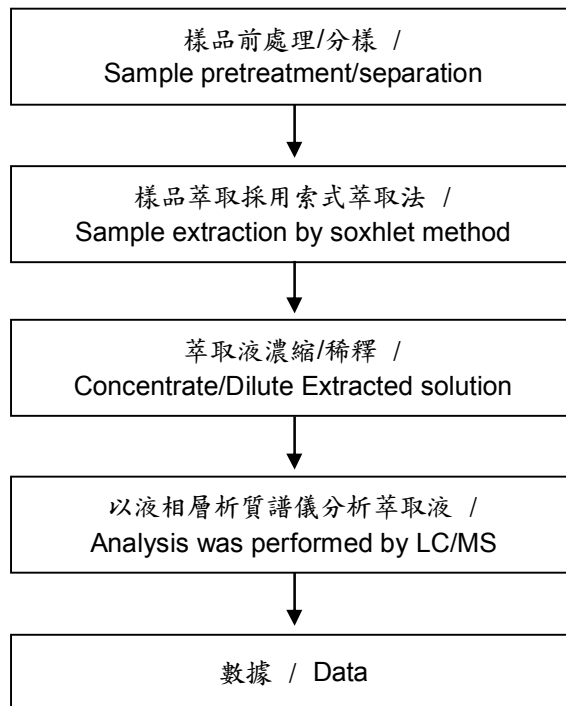 樣品前處理/分樣 /
Sample pretreatment/separation
樣品萃取採用索式萃取法 /
Sample extraction by soxhlet method
萃取液濃縮/稀釋 /
Concentrate/Dilute Extracted solution
以液相層析質譜儀分析萃取液 /
Analysis was performed by LC/MS
數據 / Data